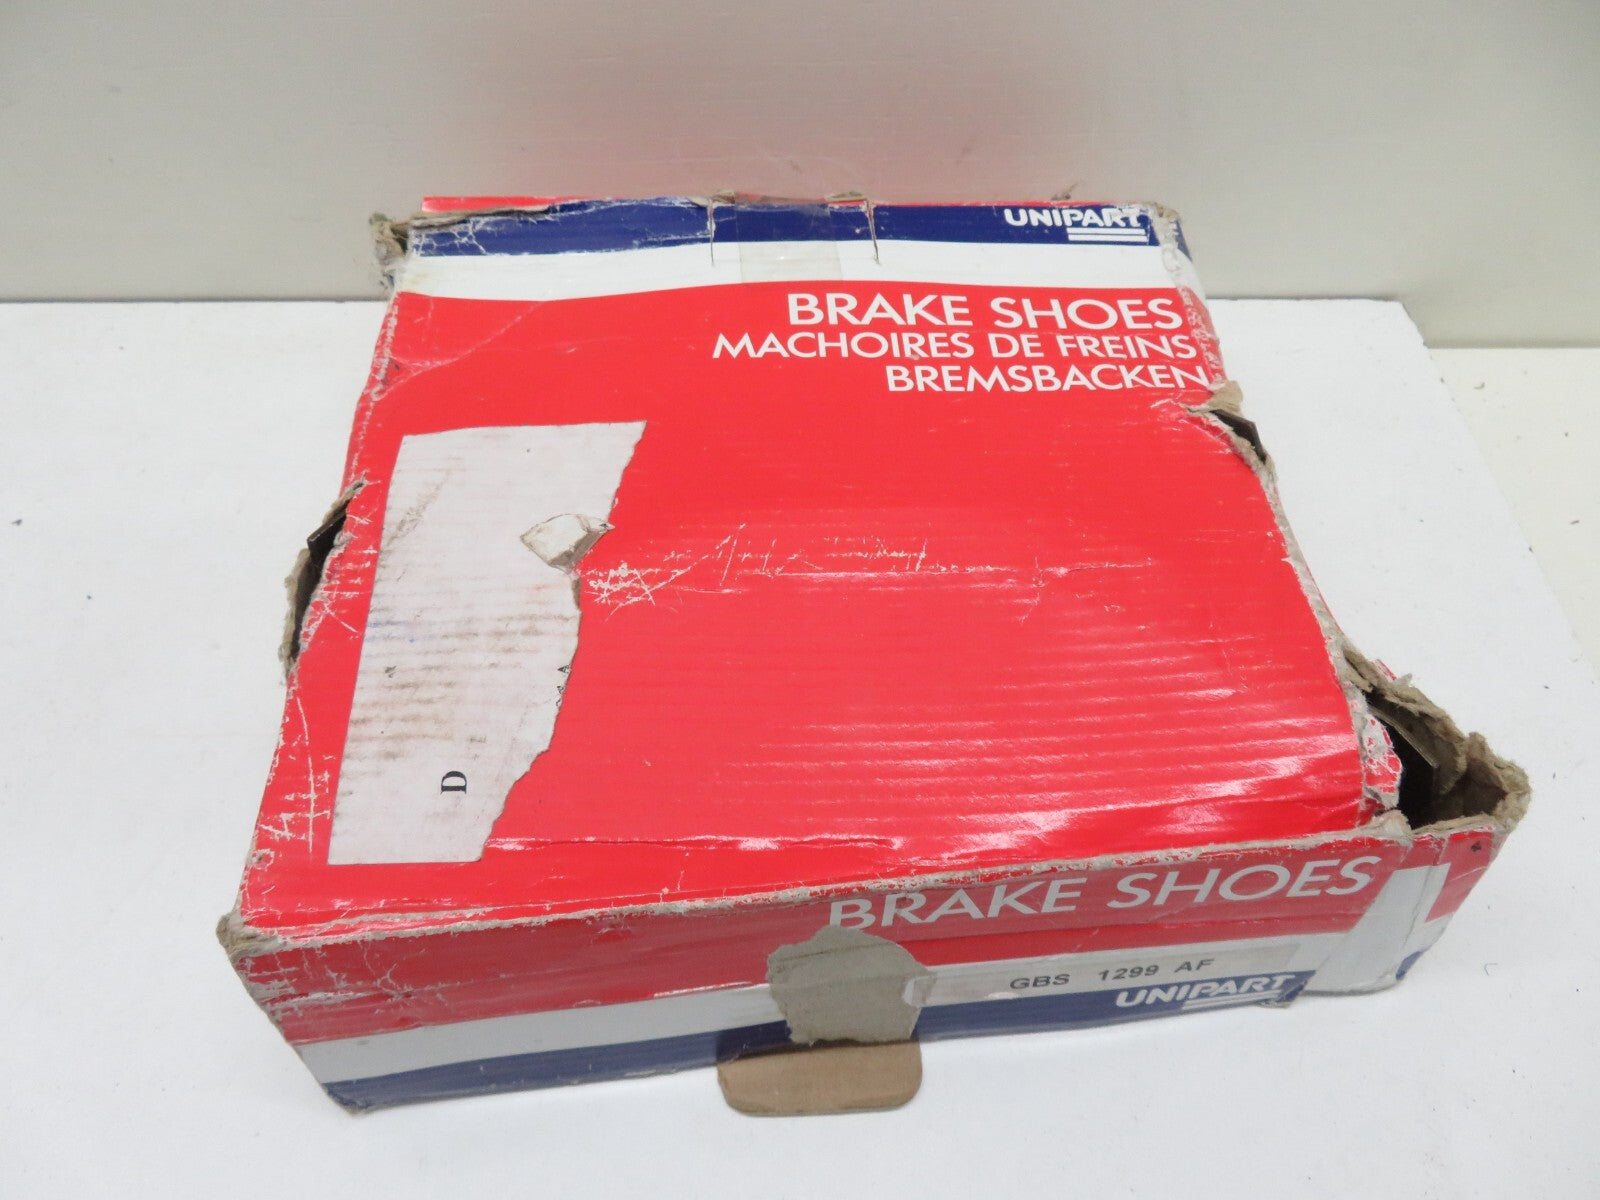 UNIPART
BRAKE SHOES
MACHOIRES DE FREINS
BREMSBACKEN
D
BRAKE SHOES
GBS 1299 AF
UNIPART